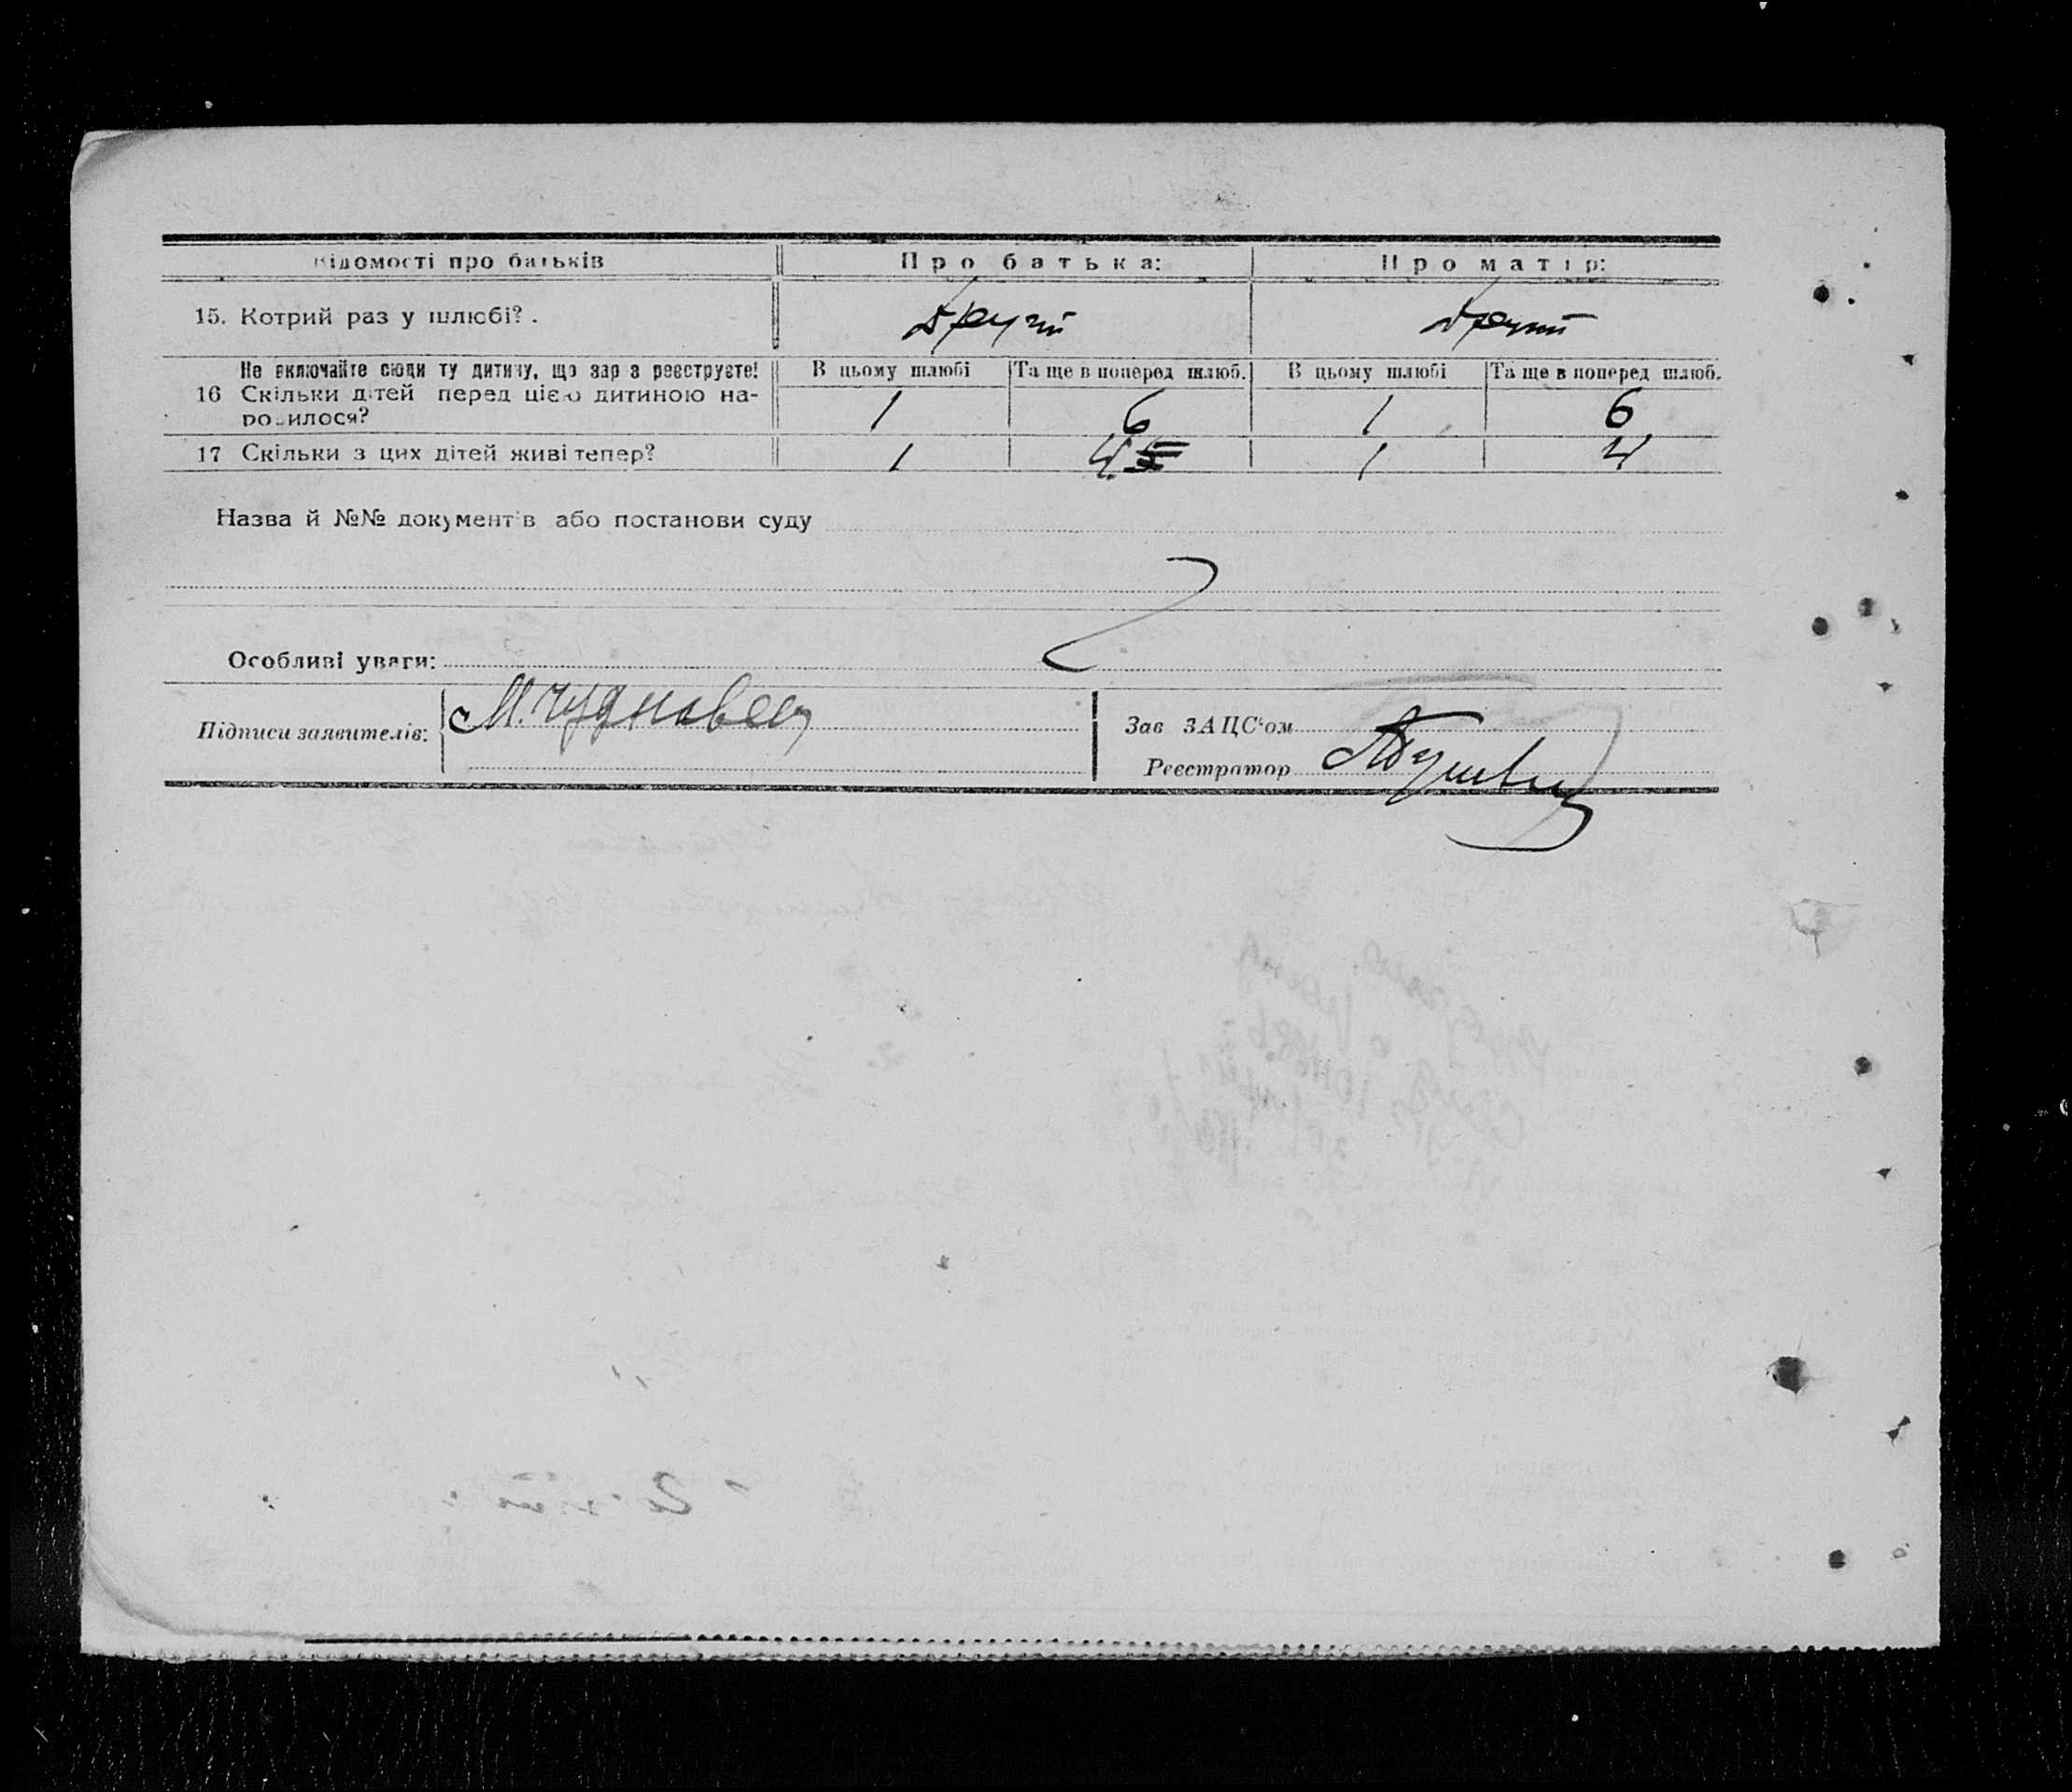 Відомості про батьків Про батька: Про матір:
15. Котрий раз у шлюбі? . Другий Другий
Не включайте сюди ту дитину, що зараз реєструєте! В цьому шлюбі Та ще в поперед шлюб. В цьому шлюбі Та ще в поперед шлюб.
16 Скільки дітей перед цією дитиною на-
родилося? 1 6 1 6
17 Скільки з цих дітей живі тепер? 1 4 1 4
Назва й №№ документів або постанови суду
Особливі уваги:
Підписи заявителів: М. Чудновец Зав ЗАЦС'ом
Реєстратор